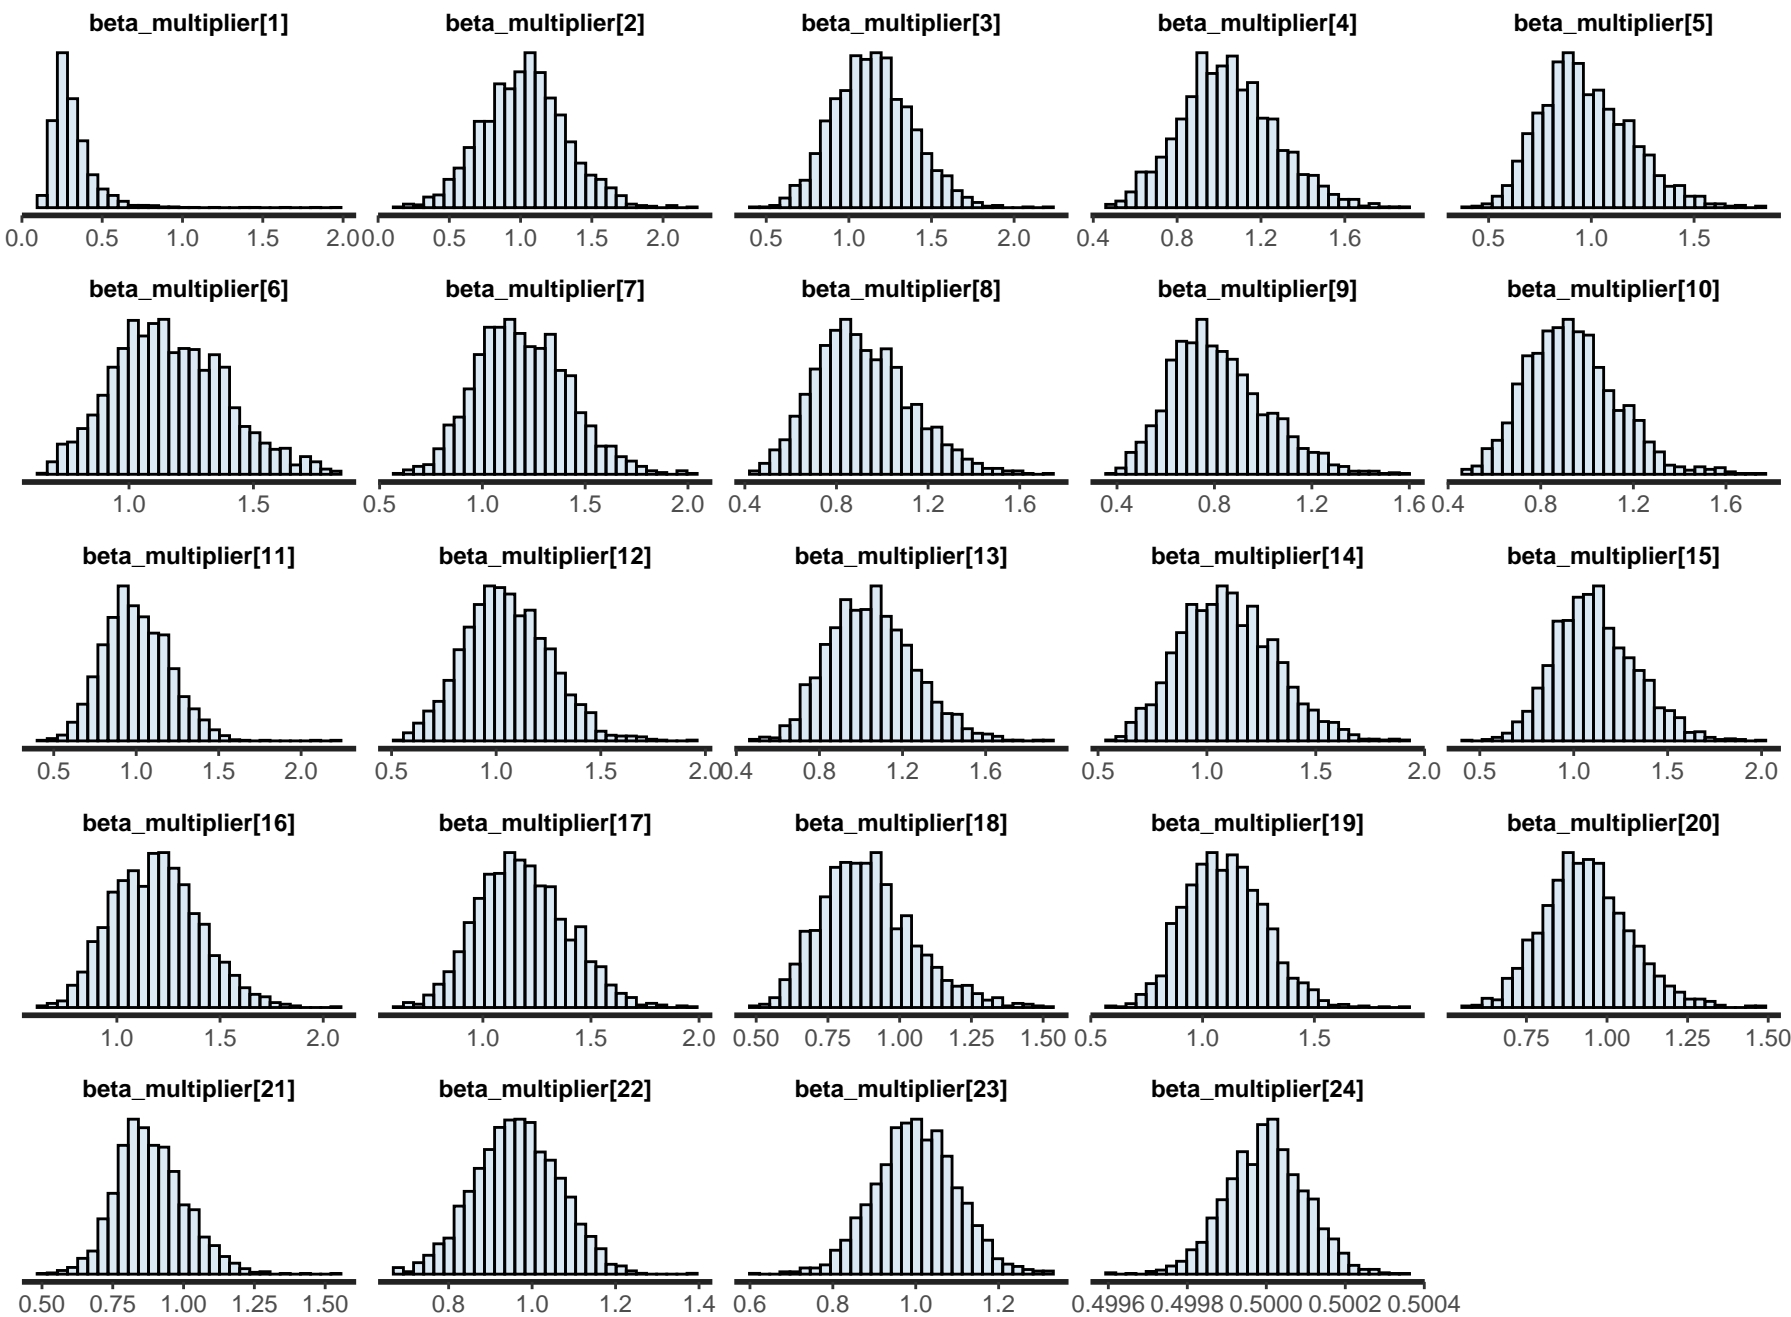 beta_multiplier[1] beta_multiplier[2] beta_multiplier[3] beta_multiplier[4] beta_multiplier[5]
0.0 0.5 1.0 1.5 2.0 0.0 0.5 1.0 1.5 2.0 0.5 1.0 1.5 2.0 0.4 0.8 1.2 1.6 0.5 1.0 1.5
beta_multiplier[6] beta_multiplier[7] beta_multiplier[8] beta_multiplier[9] beta_multiplier[10]
1.0 1.5 0.5 1.0 1.5 2.0 0.4 0.8 1.2 1.6 0.4 0.8 1.2 1.6 0.4 0.8 1.2 1.6
beta_multiplier[11] beta_multiplier[12] beta_multiplier[13] beta_multiplier[14] beta_multiplier[15]
0.5 1.0 1.5 2.0 0.5 1.0 1.5 2.0 0.4 0.8 1.2 1.6 0.5 1.0 1.5 2.0 0.5 1.0 1.5 2.0
beta_multiplier[16] beta_multiplier[17] beta_multiplier[18] beta_multiplier[19] beta_multiplier[20]
1.0 1.5 2.0 1.0 1.5 2.0 0.50 0.75 1.00 1.25 1.50 0.5 1.0 1.5 0.75 1.00 1.25 1.50
beta_multiplier[21] beta_multiplier[22] beta_multiplier[23] beta_multiplier[24]
0.50 0.75 1.00 1.25 1.50 0.8 1.0 1.2 1.4 0.6 0.8 1.0 1.2 0.4996 0.4998 0.5000 0.5002 0.5004